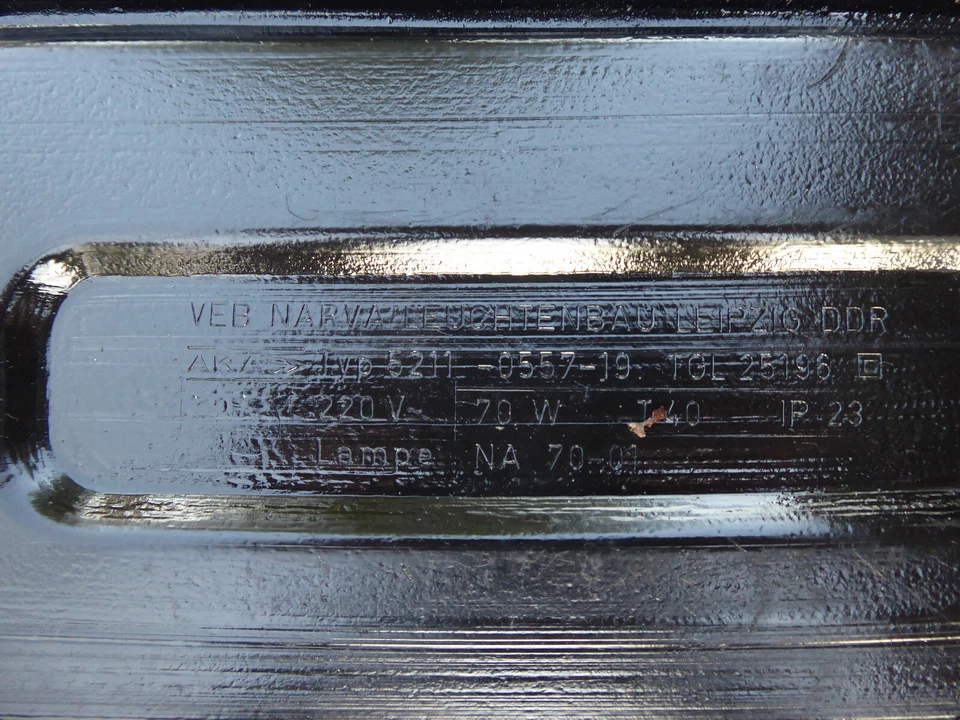 VEB NARVA LEUCHTENBAU LEIPZIG DDR
AKA Typ 5211-0557-19 TGL 25196
220 V~ 70 W T 40 IP 23
Lampe NA 70-01